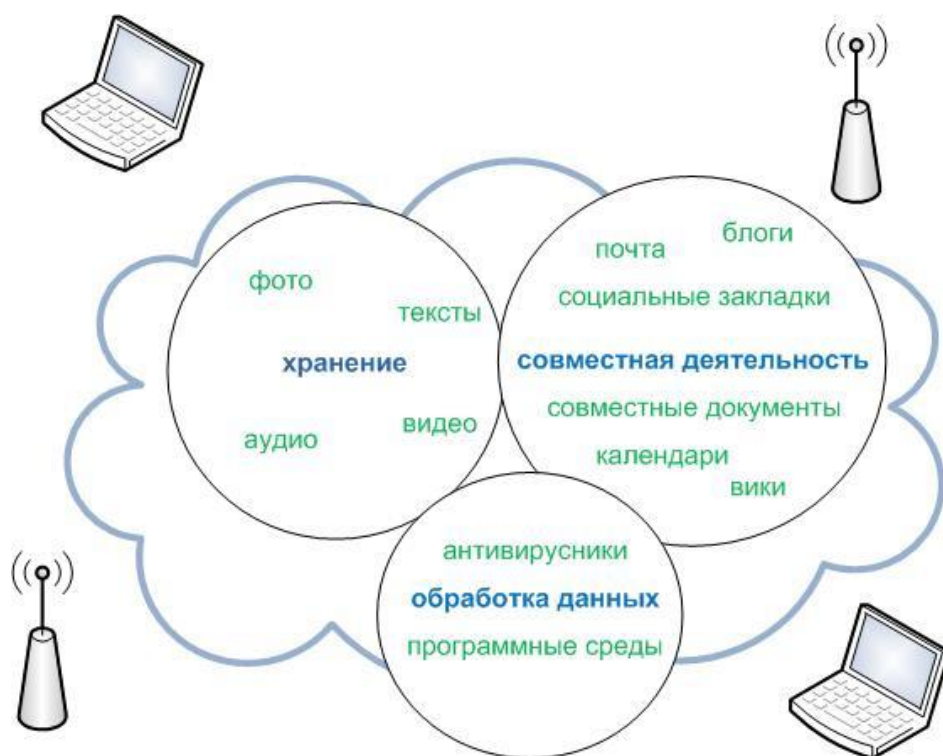 фото
тексты
хранение
аудио
видео
почта
блоги
социальные закладки
совместная деятельность
совместные документы
календари
вики
антивирусники
обработка данных
программные среды